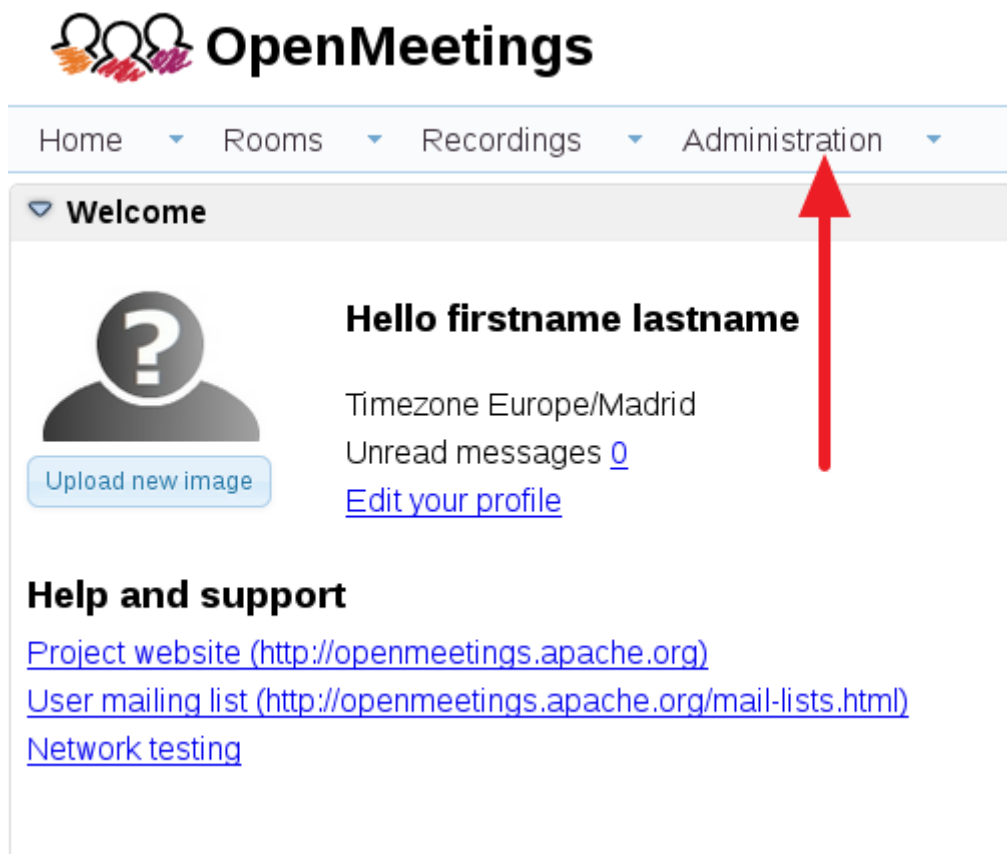 OpenMeetings
Home Rooms Recordings Administration
Welcome
?
Hello firstname lastname
Timezone Europe/Madrid
Unread messages 0
Upload new image
Edit your profile
Help and support
Project website (http://openmeetings.apache.org)
User mailing list (http://openmeetings.apache.org/mail-lists.html)
Network testing